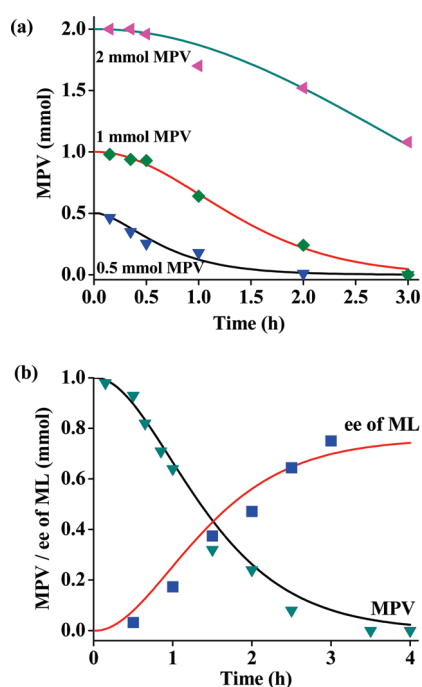 (a)
2.0
1.5
1.0
0.5
0.0
MPV (mmol)
2 mmol MPV
1 mmol MPV
0.5 mmol MPV
0.0 0.5 1.0 1.5 2.0 2.5 3.0
Time (h)
(b)
1.0
0.8
0.6
0.4
0.2
0.0
MPV / ee of ML (mmol)
ee of ML
MPV
0 1 2 3 4
Time (h)